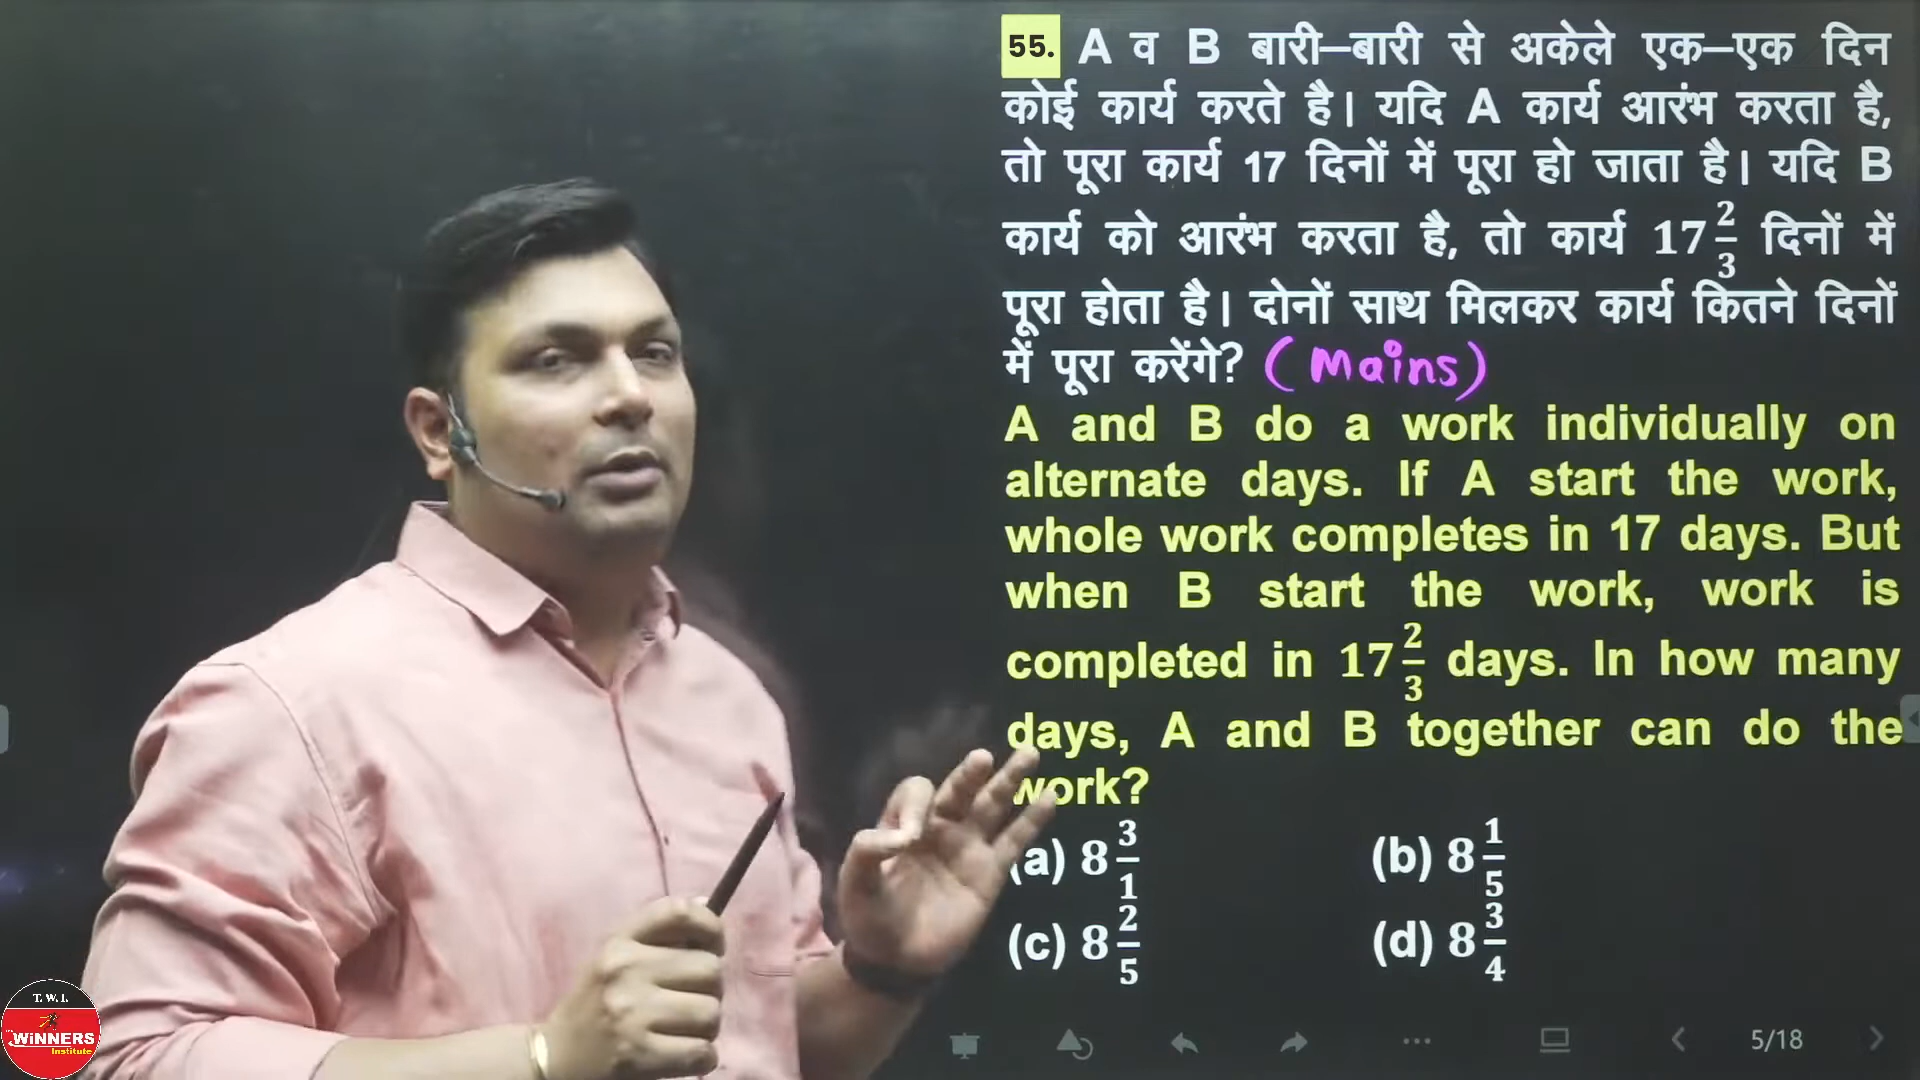 55. A व B बारी–बारी से अकेले एक–एक दिन
कोई कार्य करते है। यदि A कार्य आरंभ करता है,
तो पूरा कार्य 17 दिनों में पूरा हो जाता है। यदि B
कार्य को आरंभ करता है, तो कार्य 17 2/3 दिनों में
पूरा होता है। दोनों साथ मिलकर कार्य कितने दिनों
में पूरा करेंगे? (Mains)
A and B do a work individually on
alternate days. If A start the work,
whole work completes in 17 days. But
when B start the work, work is
completed in 17 2/3 days. In how many
days, A and B together can do the
work?
(a) 8 3/1 (b) 8 1/5
(c) 8 2/5 (d) 8 3/4
5/18
T.W.I.
WiNNERS
Institute